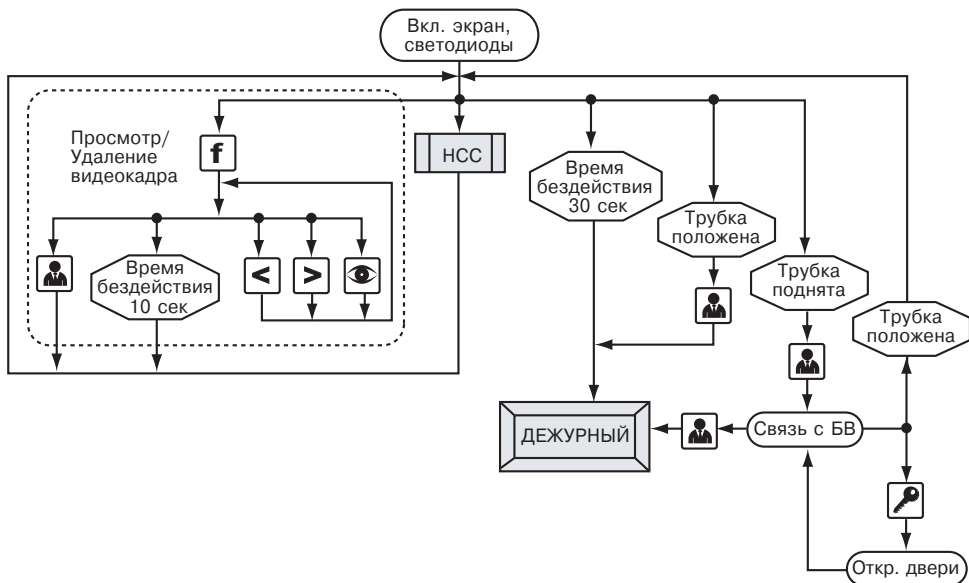 Вкл. экран,
светодиоды
Просмотр/
Удаление
видеокадра
f
НСС
Время
бездействия
30 сек
Трубка
положена
Время
бездействия
10 сек
<
>
Трубка
поднята
Трубка
положена
ДЕЖУРНЫЙ
Связь с БВ
Откр. двери